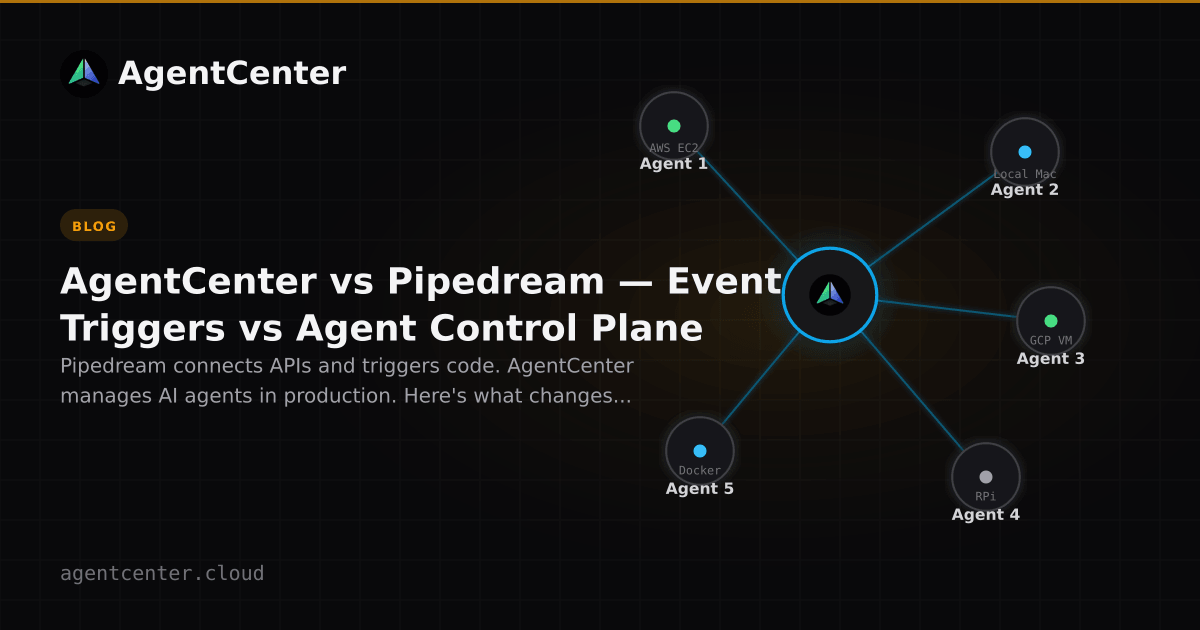 AgentCenter
BLOG
AgentCenter vs Pipedream — Event
Triggers vs Agent Control Plane
Pipedream connects APIs and triggers code. AgentCenter
manages AI agents in production. Here's what changes...
agentcenter.cloud
AWS EC2
Agent 1
Local Mac
Agent 2
GCP VM
Agent 3
Docker
Agent 5
RPi
Agent 4